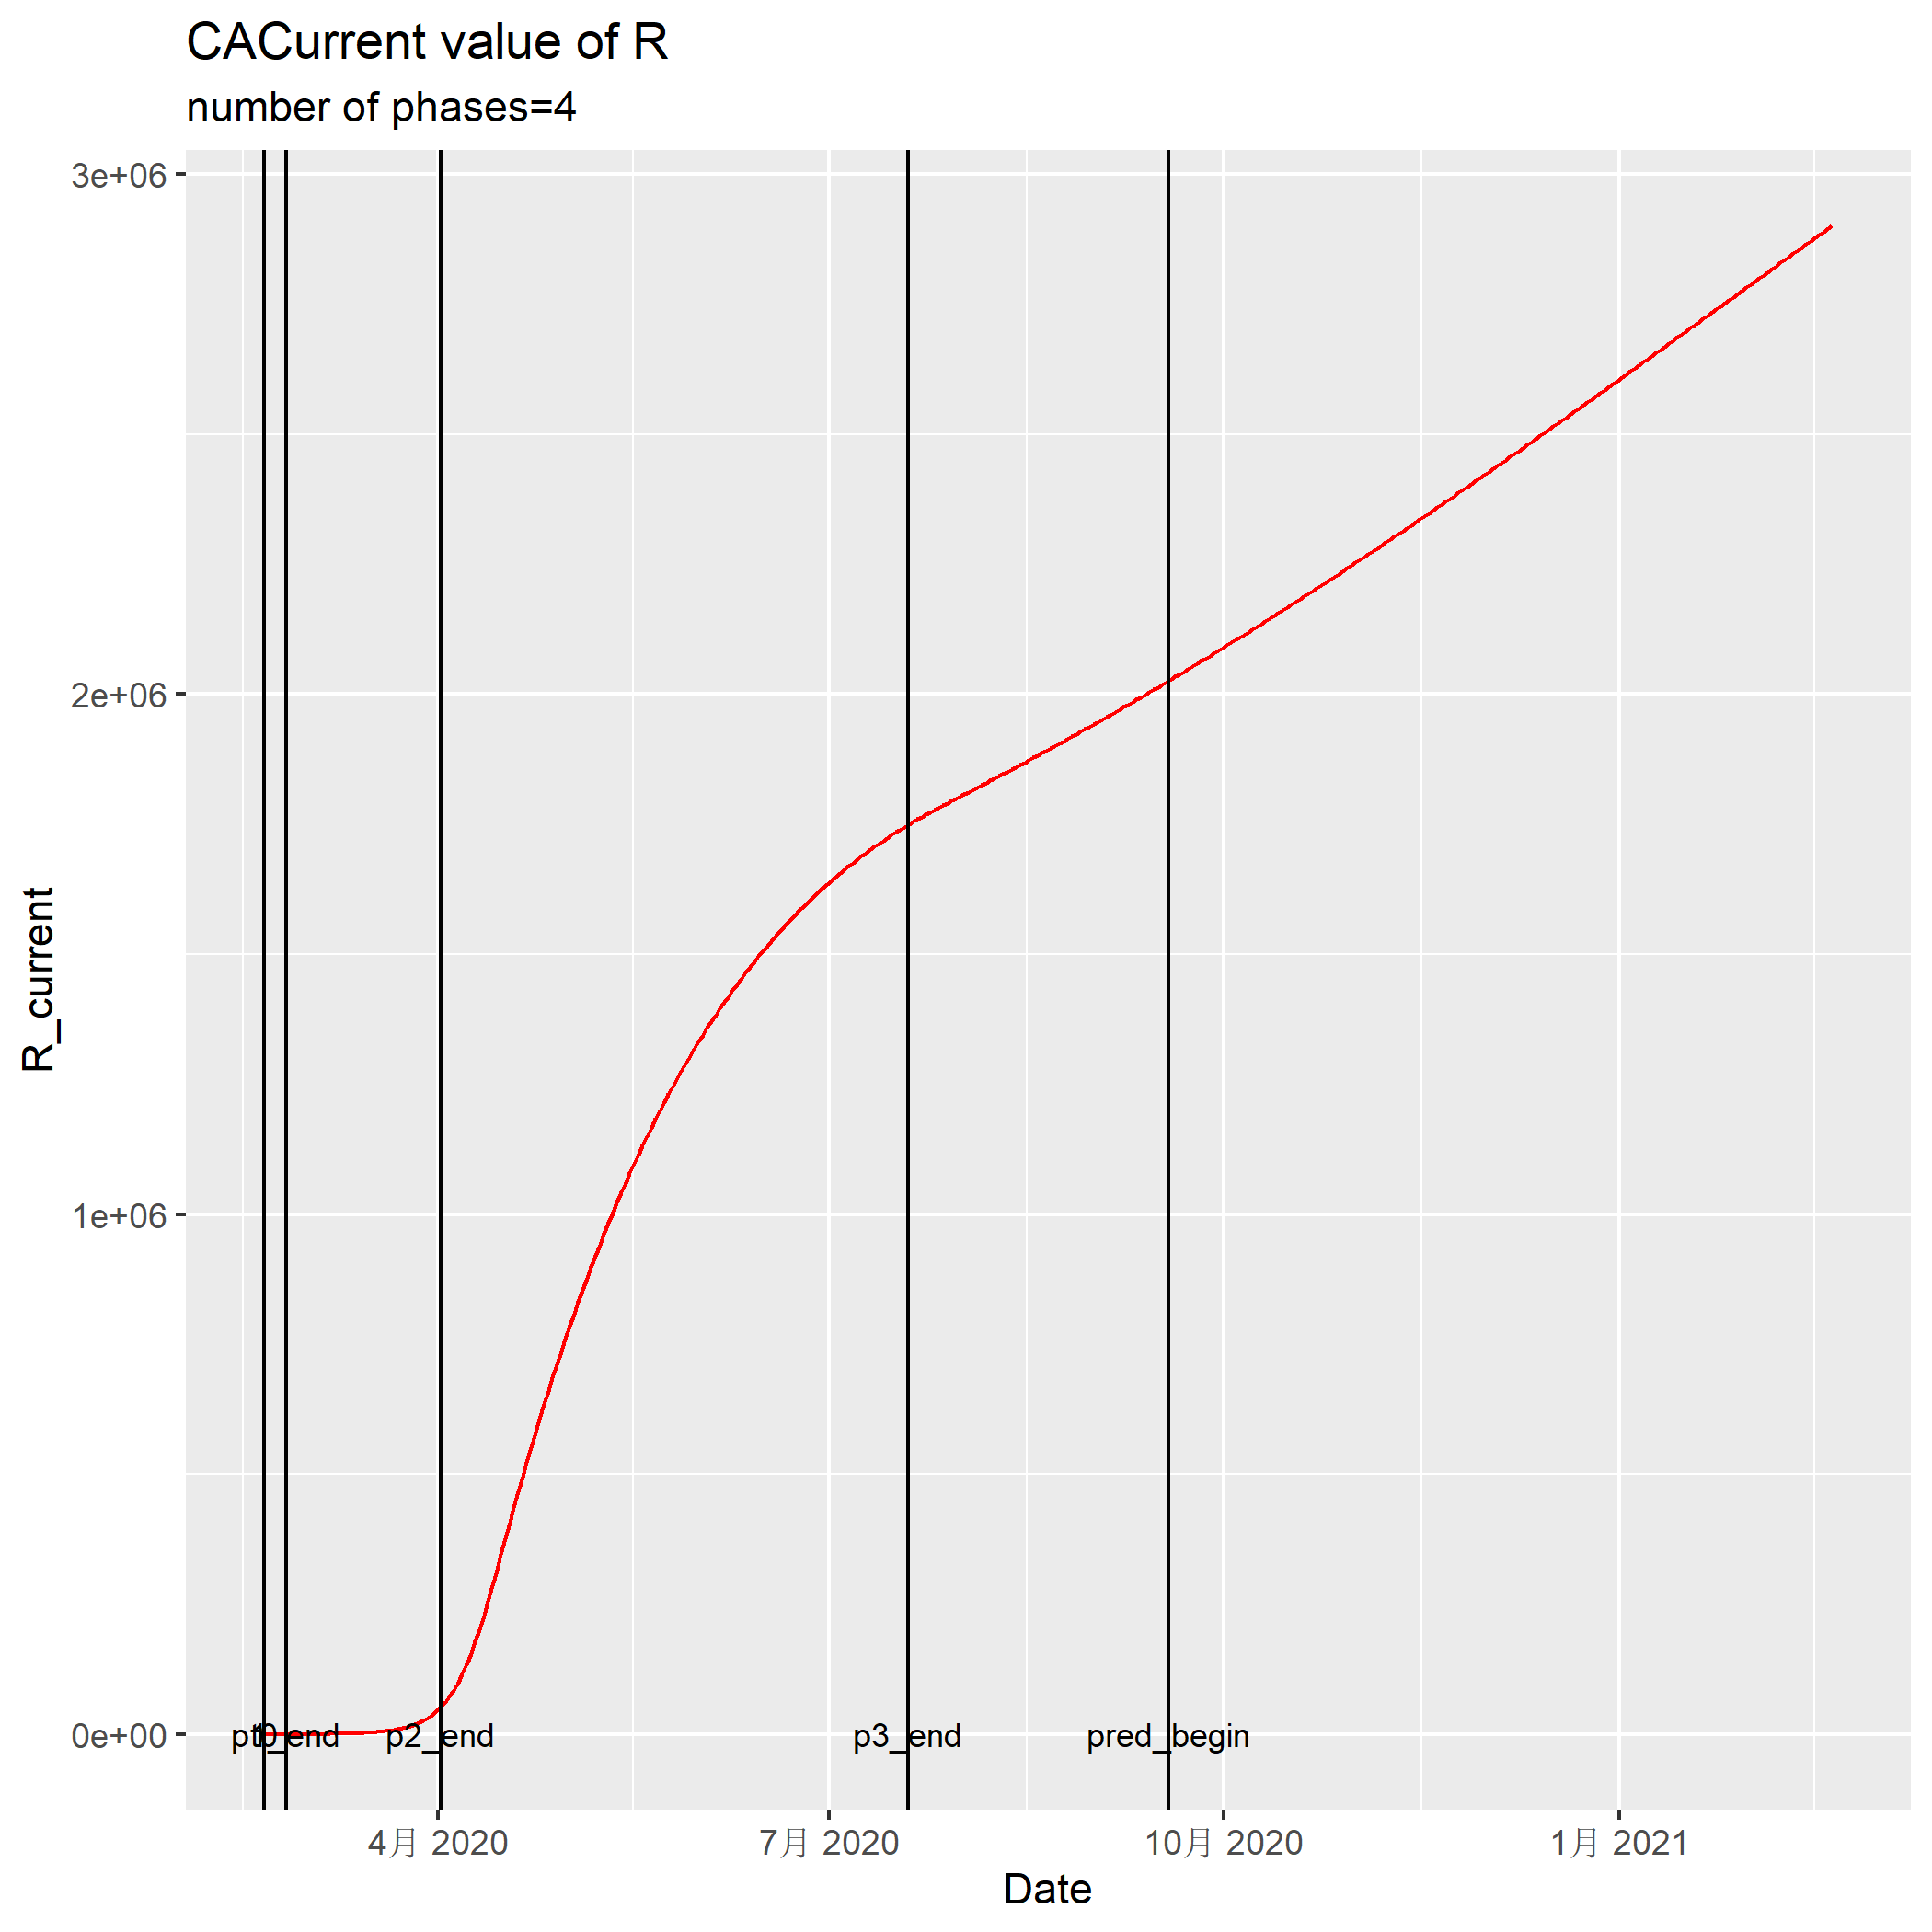 CACurrent value of R
number of phases=4
3e+06
2e+06
1e+06
0e+00
R_current
p2_end
p3_end
pred_begin
4月 2020
7月 2020
10月 2020
1月 2021
Date